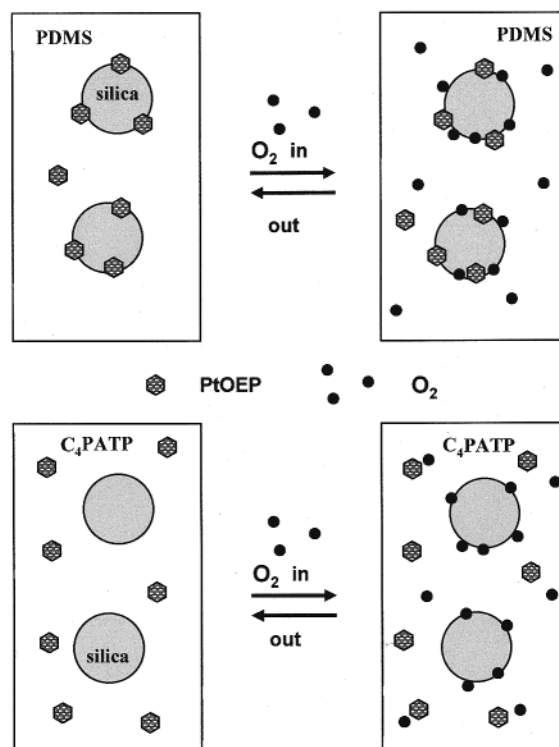 PDMS
silica
O₂ in
out
PDMS
PtOEP
O₂
C₄PATP
silica
O₂ in
out
C₄PATP